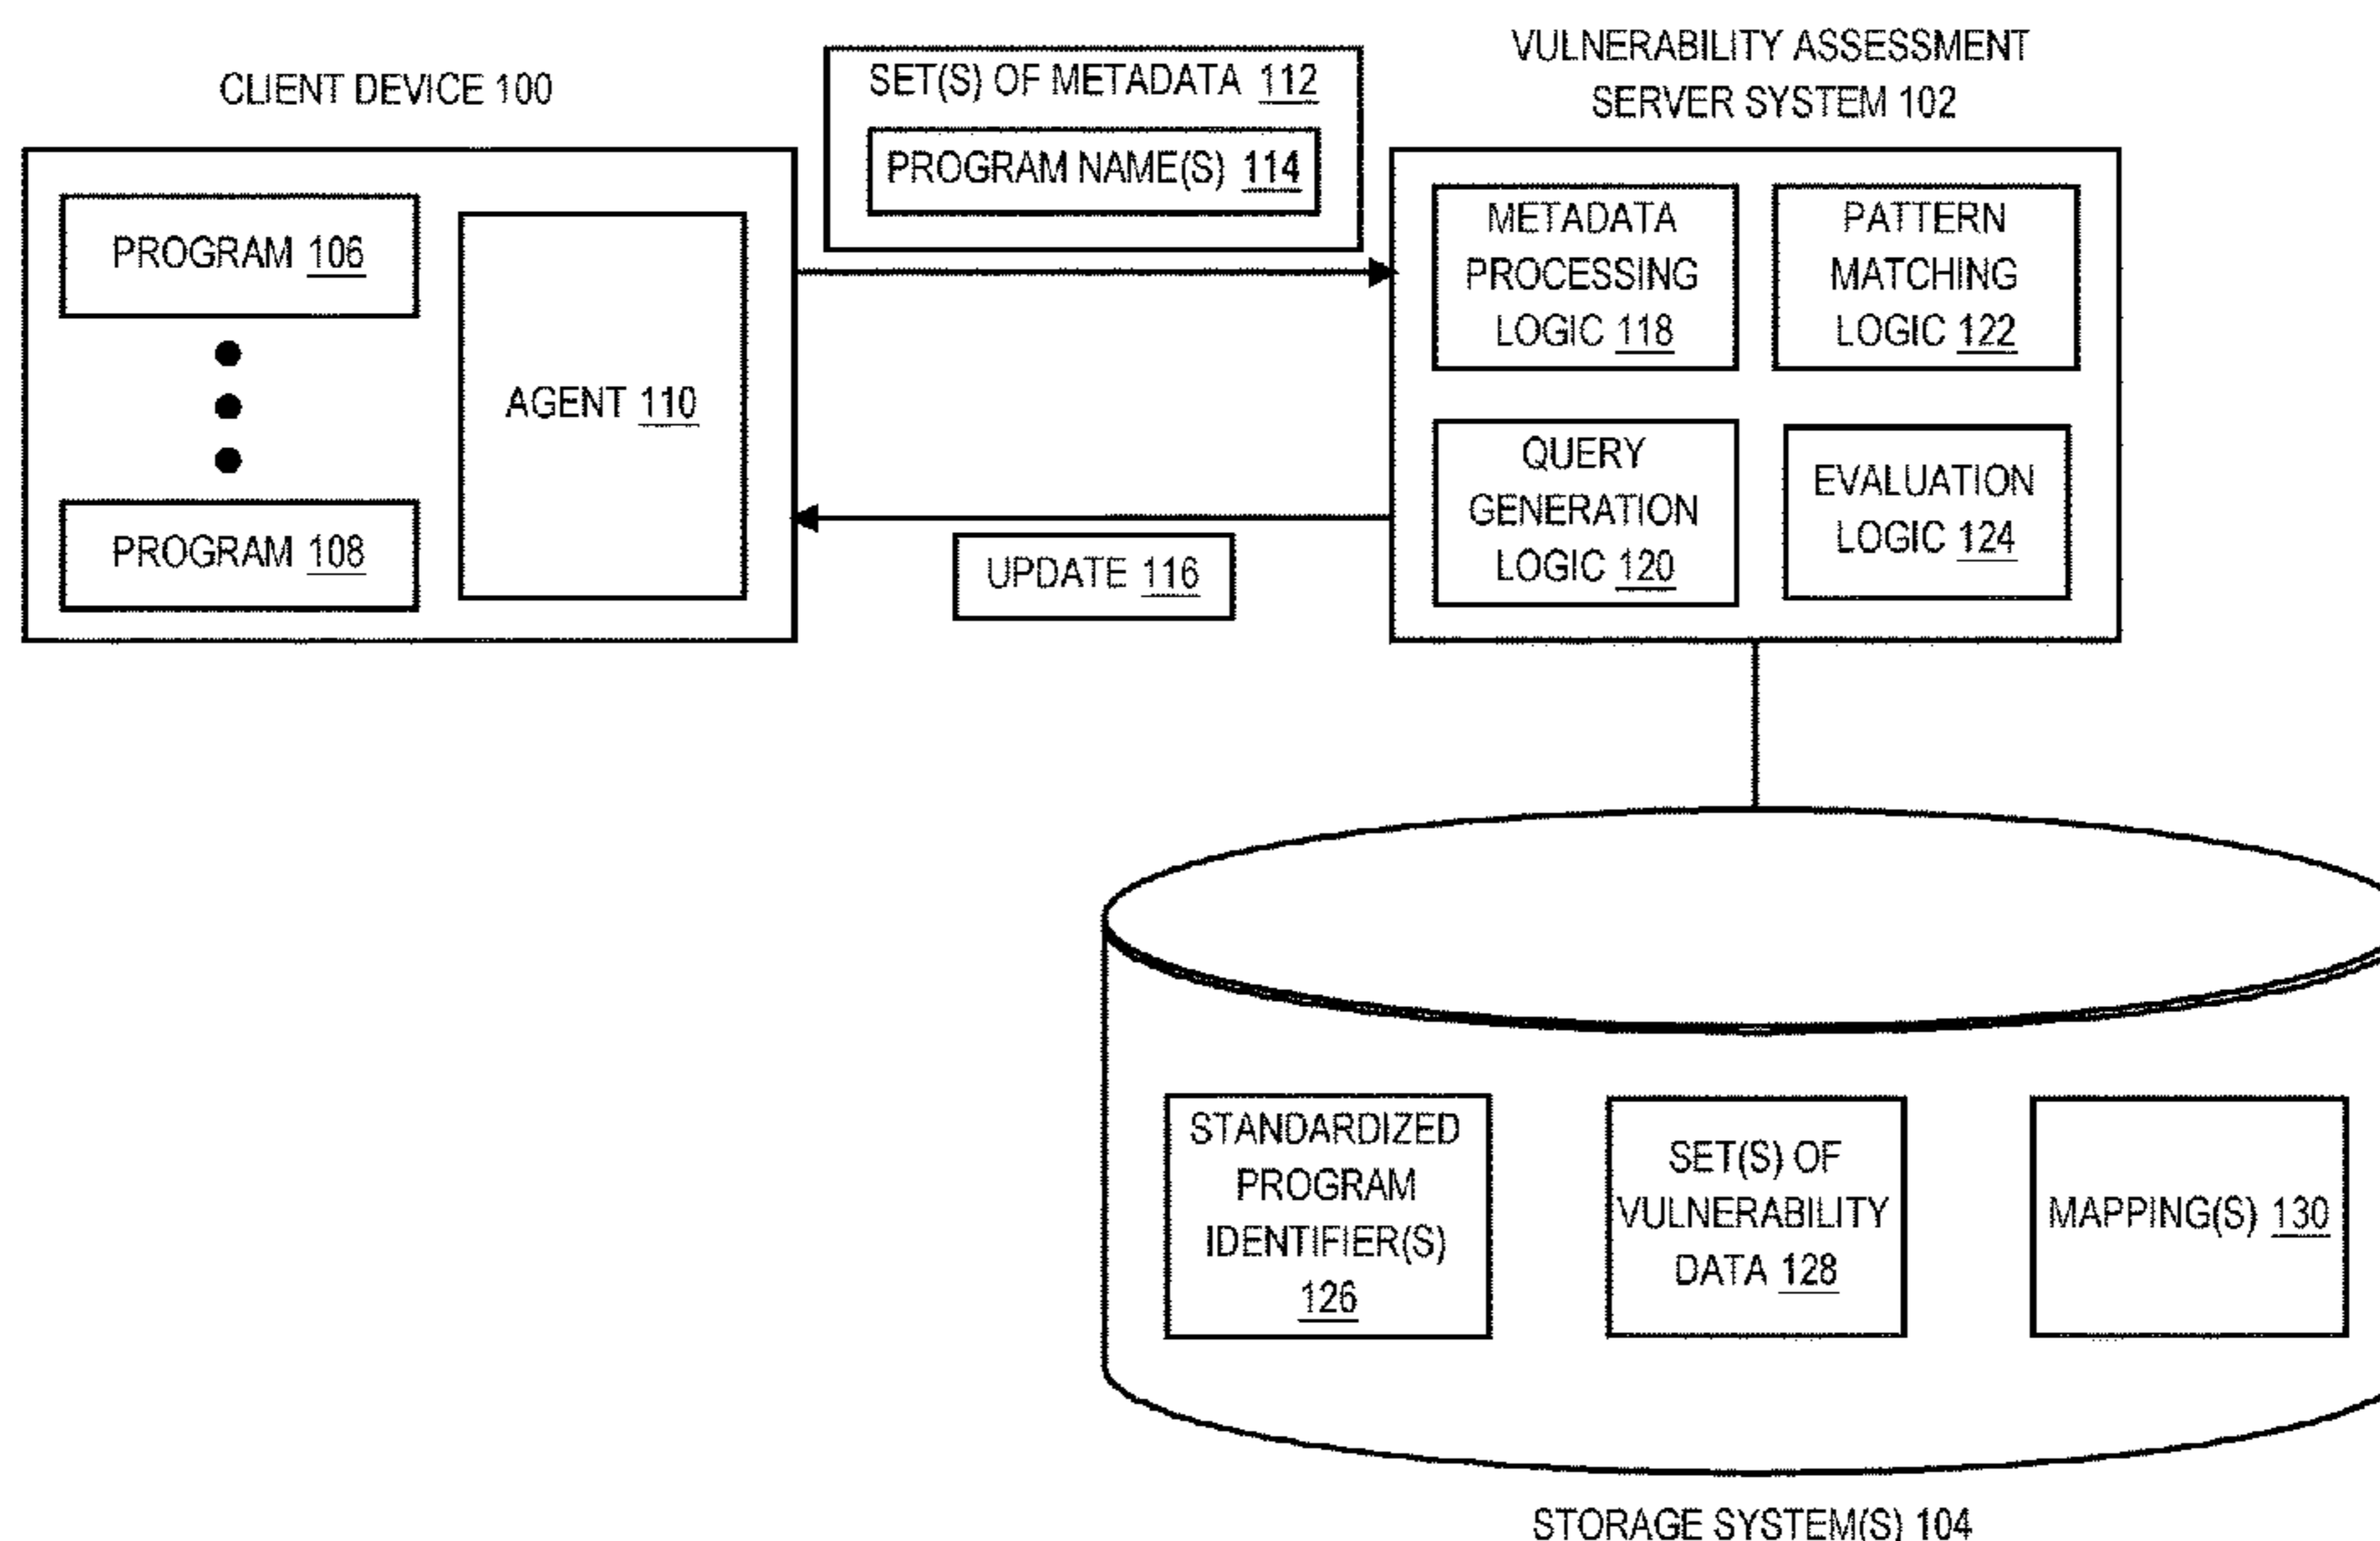 CLIENT DEVICE 100
PROGRAM 106
PROGRAM 108
AGENT 110
SET(S) OF METADATA 112
PROGRAM NAME(S) 114
UPDATE 116
VULNERABILITY ASSESSMENT
SERVER SYSTEM 102
METADATA
PROCESSING
LOGIC 118
PATTERN
MATCHING
LOGIC 122
QUERY
GENERATION
LOGIC 120
EVALUATION
LOGIC 124
STANDARDIZED
PROGRAM
IDENTIFIER(S)
126
SET(S) OF
VULNERABILITY
DATA 128
MAPPING(S) 130
STORAGE SYSTEM(S) 104